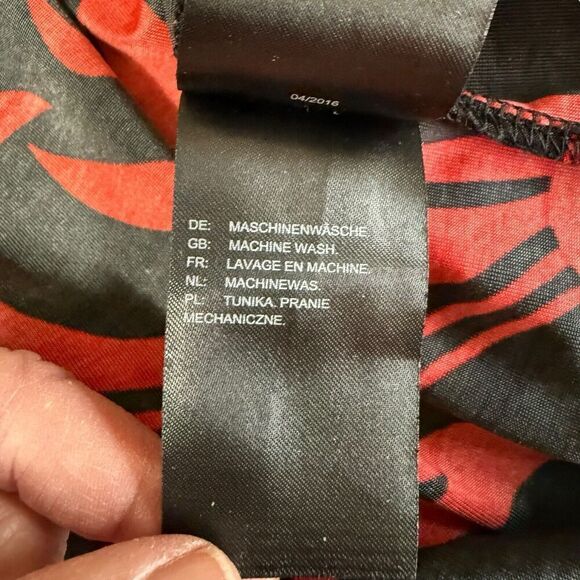 04/2016
DE: MASCHINENWÄSCHE.
GB: MACHINE WASH.
FR: LAVAGE EN MACHINE.
NL: MACHINEWAS.
PL: TUNIKA. PRANIE
MECHANICZNE.